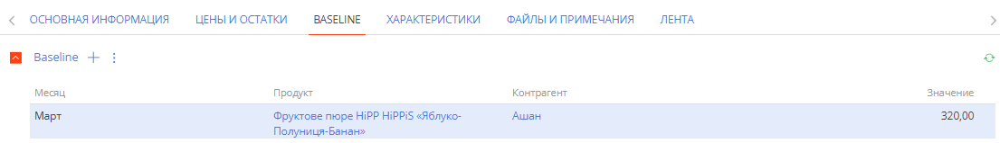 ОСНОВНАЯ ИНФОРМАЦИЯ ЦЕНЫ И ОСТАТКИ BASELINE ХАРАКТЕРИСТИКИ ФАЙЛЫ И ПРИМЕЧАНИЯ ЛЕНТА
Baseline
Месяц Продукт Контрагент Значение
Март Фруктове пюре HiPP HiPPiS «Яблуко- Ашан 320,00
Полуниця-Банан»